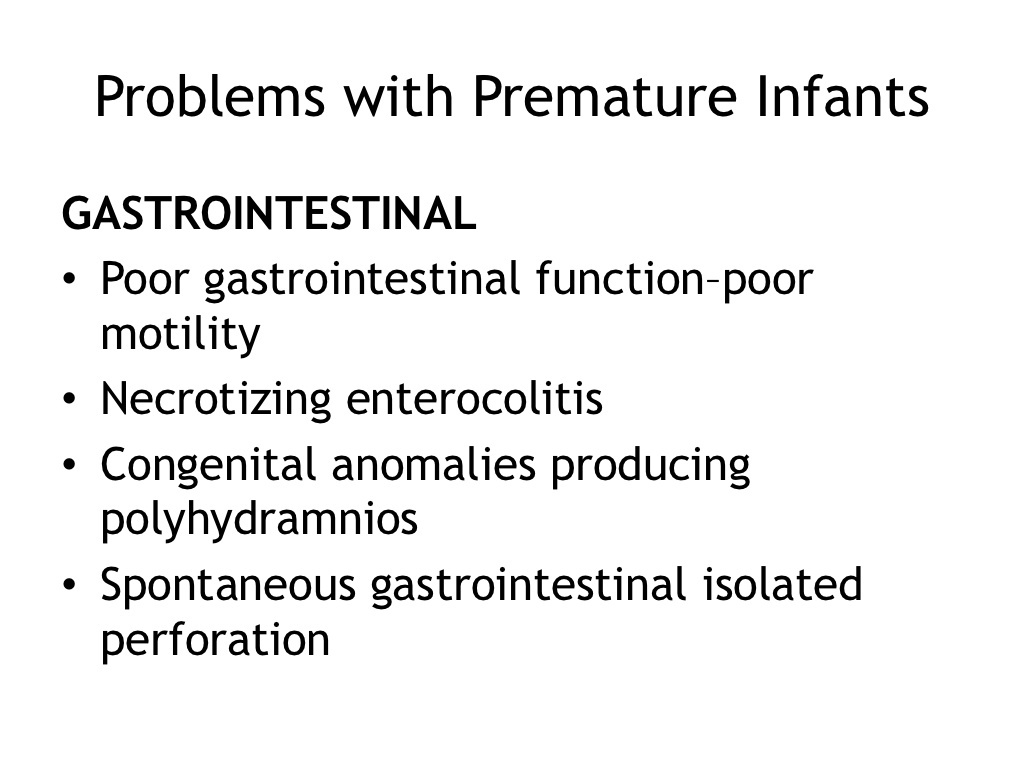 Problems with Premature Infants
GASTROINTESTINAL
• Poor gastrointestinal function–poor
motility
• Necrotizing enterocolitis
• Congenital anomalies producing
polyhydramnios
• Spontaneous gastrointestinal isolated
perforation